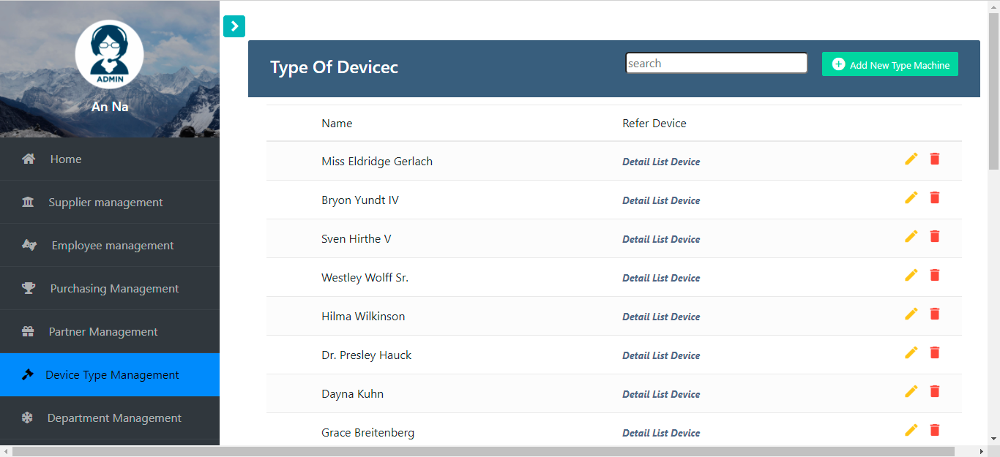 ADMIN
An Na
Home
Supplier management
Employee management
Purchasing Management
Partner Management
Device Type Management
Department Management
Type Of Devicec
search
Add New Type Machine
Name Refer Device
Miss Eldridge Gerlach Detail List Device
Bryon Yundt IV Detail List Device
Sven Hirthe V Detail List Device
Westley Wolff Sr. Detail List Device
Hilma Wilkinson Detail List Device
Dr. Presley Hauck Detail List Device
Dayna Kuhn Detail List Device
Grace Breitenberg Detail List Device